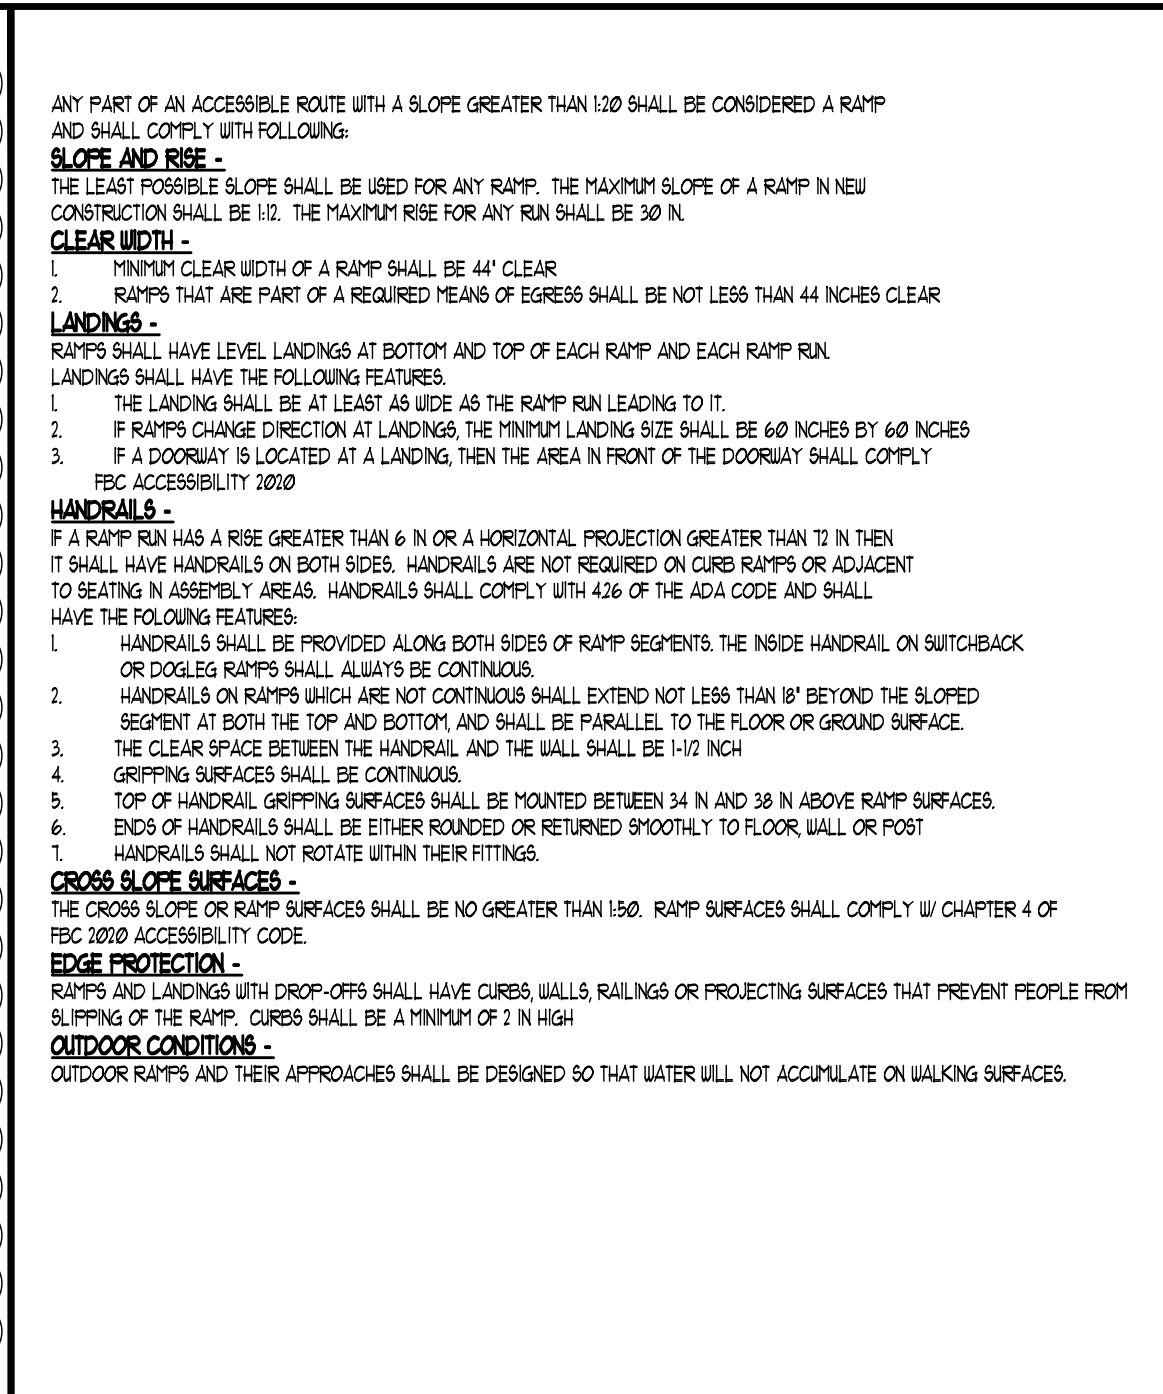 ANY PART OF AN ACCESSIBLE ROUTE WITH A SLOPE GREATER THAN 1:20 SHALL BE CONSIDERED A RAMP
AND SHALL COMPLY WITH FOLLOWING:
SLOPE AND RISE -
THE LEAST POSSIBLE SLOPE SHALL BE USED FOR ANY RAMP. THE MAXIMUM SLOPE OF A RAMP IN NEW
CONSTRUCTION SHALL BE 1:12. THE MAXIMUM RISE FOR ANY RUN SHALL BE 30 IN.
CLEAR WIDTH -
1. MINIMUM CLEAR WIDTH OF A RAMP SHALL BE 44" CLEAR
2. RAMPS THAT ARE PART OF A REQUIRED MEANS OF EGRESS SHALL BE NOT LESS THAN 44 INCHES CLEAR
LANDINGS -
RAMPS SHALL HAVE LEVEL LANDINGS AT BOTTOM AND TOP OF EACH RAMP AND EACH RAMP RUN.
LANDINGS SHALL HAVE THE FOLLOWING FEATURES.
1. THE LANDING SHALL BE AT LEAST AS WIDE AS THE RAMP RUN LEADING TO IT.
2. IF RAMPS CHANGE DIRECTION AT LANDINGS, THE MINIMUM LANDING SIZE SHALL BE 60 INCHES BY 60 INCHES
3. IF A DOORWAY IS LOCATED AT A LANDING, THEN THE AREA IN FRONT OF THE DOORWAY SHALL COMPLY
FBC ACCESSIBILITY 2020
HANDRAILS -
IF A RAMP RUN HAS A RISE GREATER THAN 6 IN OR A HORIZONTAL PROJECTION GREATER THAN 72 IN THEN
IT SHALL HAVE HANDRAILS ON BOTH SIDES. HANDRAILS ARE NOT REQUIRED ON CURB RAMPS OR ADJACENT
TO SEATING IN ASSEMBLY AREAS. HANDRAILS SHALL COMPLY WITH 4.26 OF THE ADA CODE AND SHALL
HAVE THE FOLOWING FEATURES:
1. HANDRAILS SHALL BE PROVIDED ALONG BOTH SIDES OF RAMP SEGMENTS. THE INSIDE HANDRAIL ON SWITCHBACK
OR DOGLEG RAMPS SHALL ALWAYS BE CONTINUOUS.
2. HANDRAILS ON RAMPS WHICH ARE NOT CONTINUOUS SHALL EXTEND NOT LESS THAN 18" BEYOND THE SLOPED
SEGMENT AT BOTH THE TOP AND BOTTOM, AND SHALL BE PARALLEL TO THE FLOOR OR GROUND SURFACE.
3. THE CLEAR SPACE BETWEEN THE HANDRAIL AND THE WALL SHALL BE 1-1/2 INCH
4. GRIPPING SURFACES SHALL BE CONTINUOUS.
5. TOP OF HANDRAIL GRIPPING SURFACES SHALL BE MOUNTED BETWEEN 34 IN AND 38 IN ABOVE RAMP SURFACES.
6. ENDS OF HANDRAILS SHALL BE EITHER ROUNDED OR RETURNED SMOOTHLY TO FLOOR, WALL OR POST
7. HANDRAILS SHALL NOT ROTATE WITHIN THEIR FITTINGS.
CROSS SLOPE SURFACES -
THE CROSS SLOPE OR RAMP SURFACES SHALL BE NO GREATER THAN 1:50. RAMP SURFACES SHALL COMPLY W/ CHAPTER 4 OF
FBC 2020 ACCESSIBILITY CODE.
EDGE PROTECTION -
RAMPS AND LANDINGS WITH DROP-OFFS SHALL HAVE CURBS, WALLS, RAILINGS OR PROJECTING SURFACES THAT PREVENT PEOPLE FROM
SLIPPING OF THE RAMP. CURBS SHALL BE A MINIMUM OF 2 IN HIGH
OUTDOOR CONDITIONS -
OUTDOOR RAMPS AND THEIR APPROACHES SHALL BE DESIGNED SO THAT WATER WILL NOT ACCUMULATE ON WALKING SURFACES.